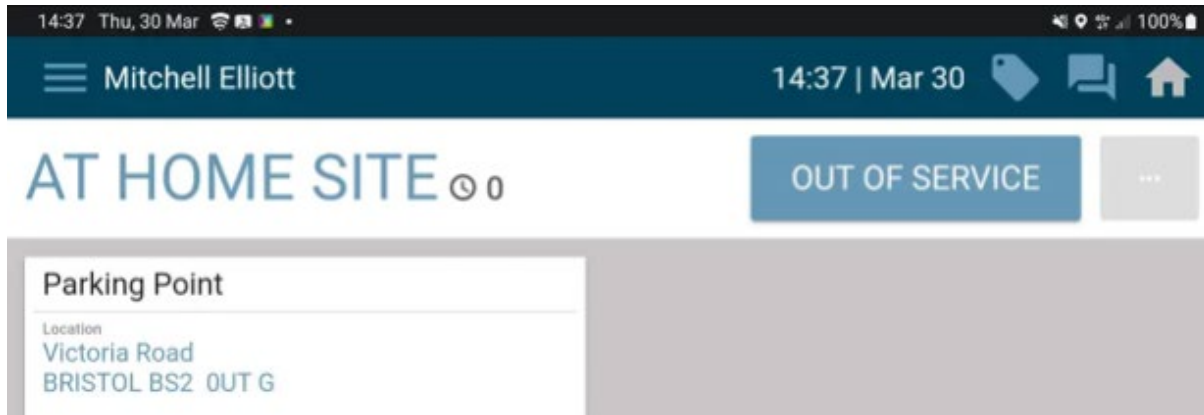 14:37 Thu, 30 Mar 100%
Mitchell Elliott 14:37 | Mar 30
AT HOME SITE 0 OUT OF SERVICE ...
Parking Point
Location
Victoria Road
BRISTOL BS2 0UT G